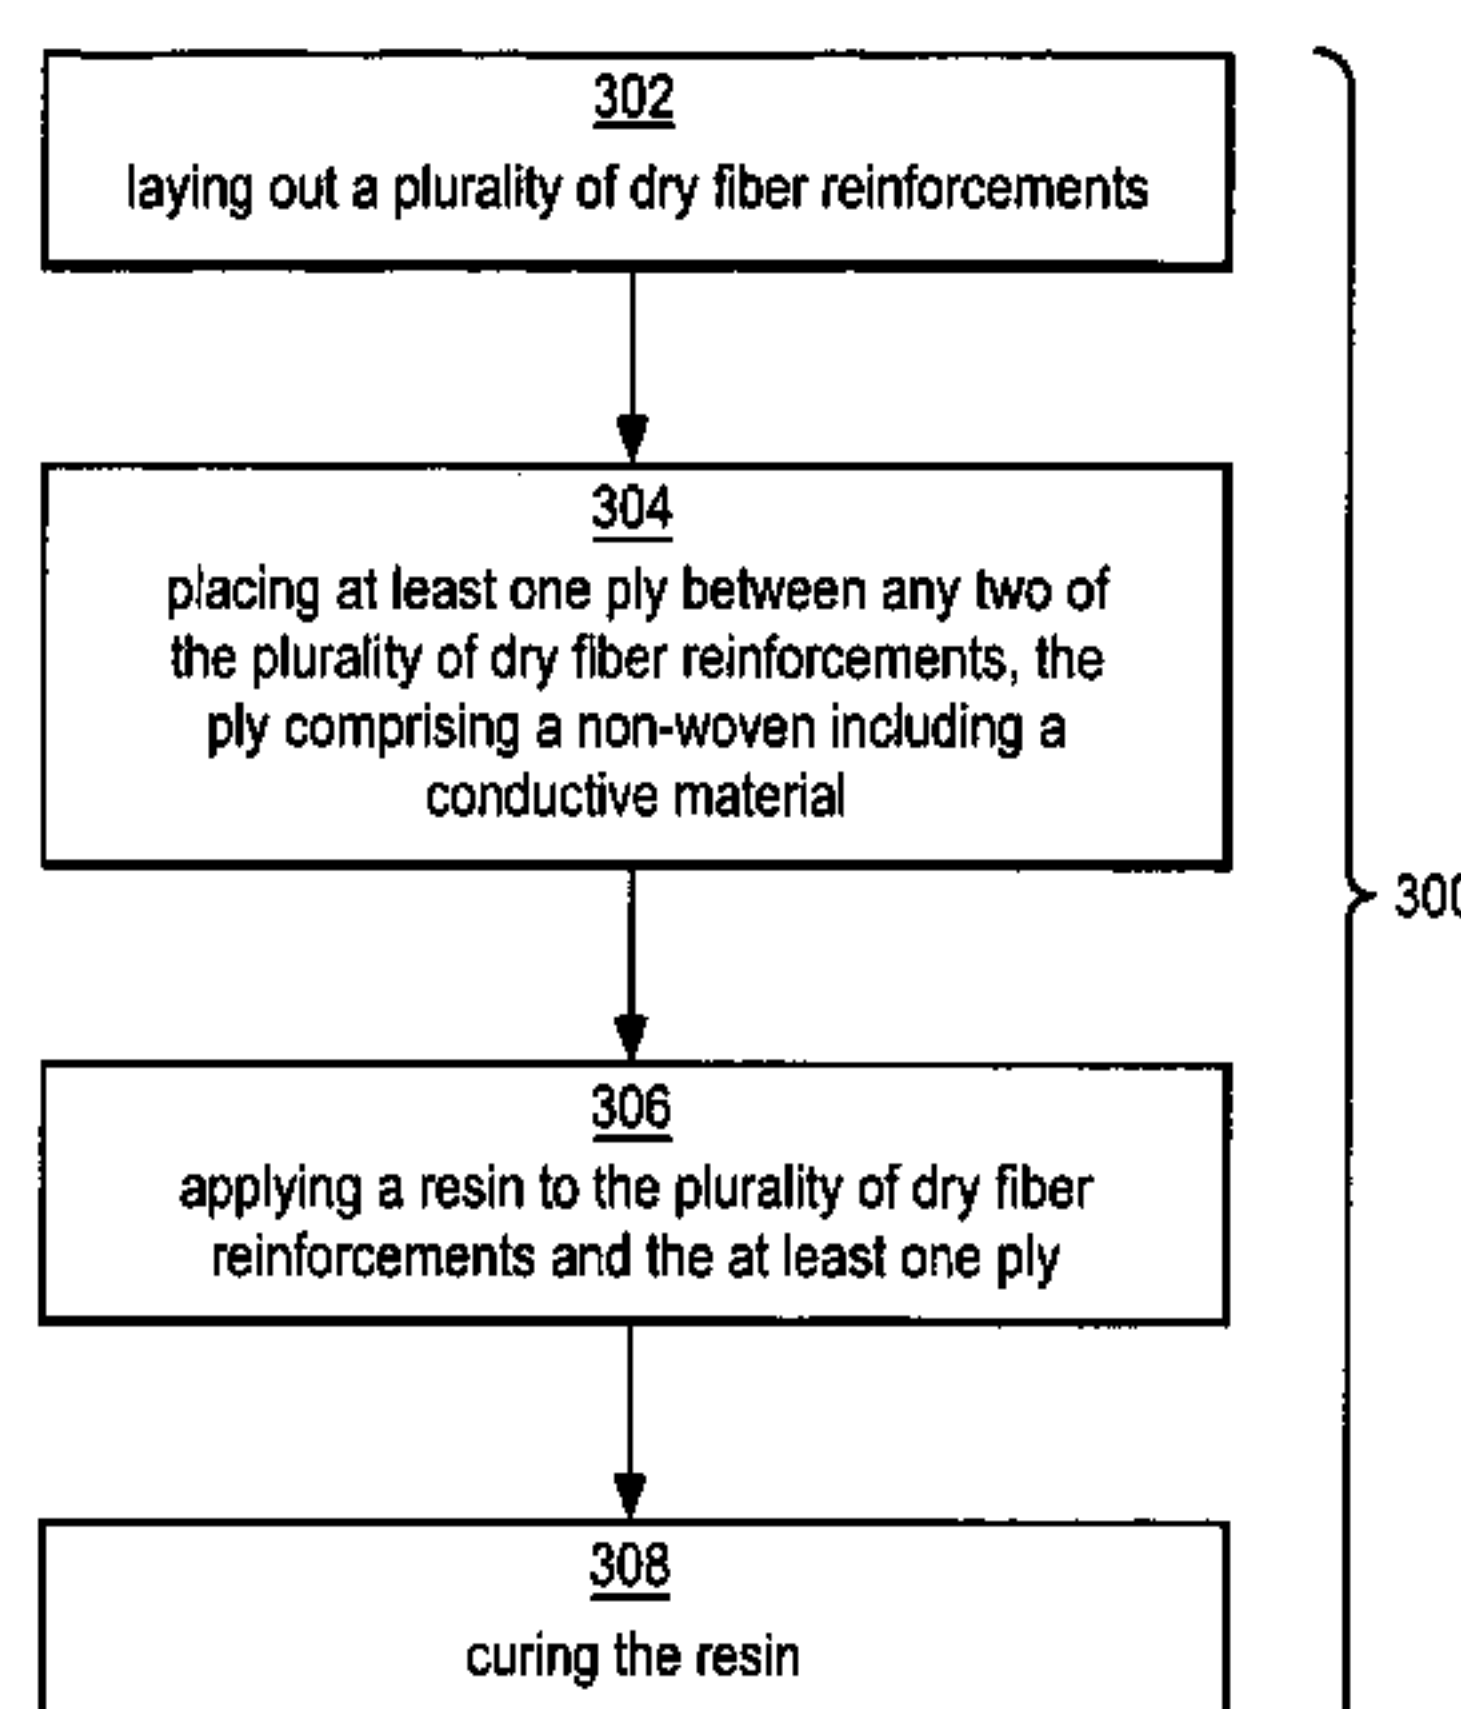 302
laying out a plurality of dry fiber reinforcements
304
placing at least one ply between any two of
the plurality of dry fiber reinforcements, the
ply comprising a non-woven including a
conductive material
300
306
applying a resin to the plurality of dry fiber
reinforcements and the at least one ply
308
curing the resin